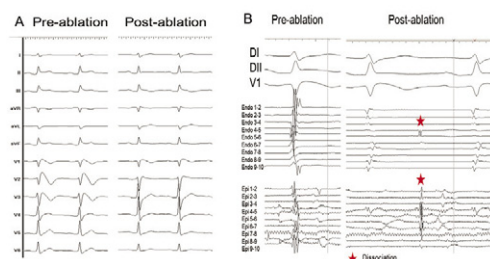 A
Pre-ablation
Post-ablation
I
II
III
aVR
aVL
aVF
V1
V2
V3
V4
V5
V6
B
Pre-ablation
Post-ablation
DI
DII
V1
Endo 1-2
Endo 2-3
Endo 3-4
Endo 4-5
Endo 5-6
Endo 6-7
Endo 7-8
Endo 8-9
Endo 9-10
Epi 1-2
Epi 2-3
Epi 3-4
Epi 4-5
Epi 5-6
Epi 6-7
Epi 7-8
Epi 8-9
Epi 9-10
Dissociation